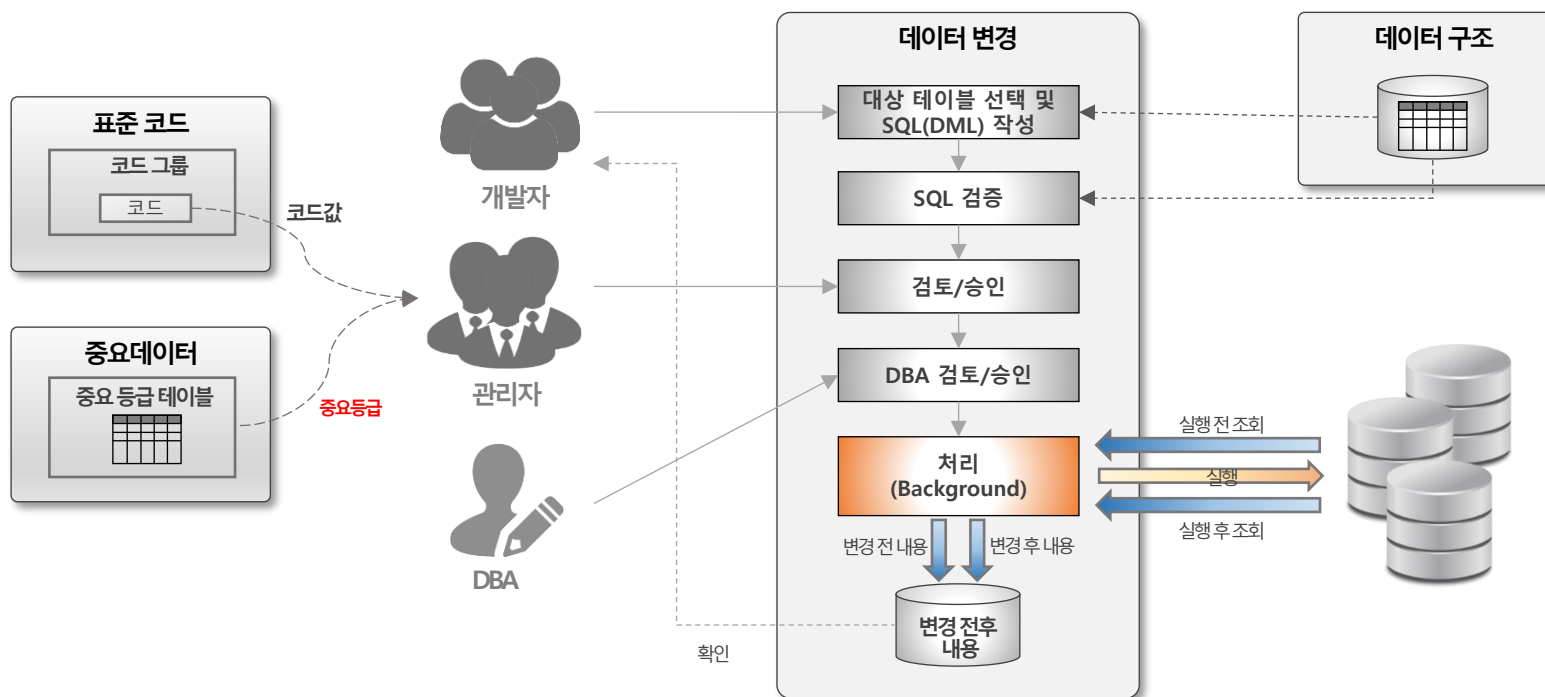 표준 코드
코드 그룹
코드
코드값
중요데이터
중요 등급 테이블
중요등급
개발자
관리자
DBA
확인
데이터 변경
대상 테이블 선택 및
SQL(DML) 작성
SQL 검증
검토/승인
DBA 검토/승인
처리
(Background)
변경 전 내용
변경 후 내용
변경 전후
내용
데이터 구조
실행 전 조회
실행
실행 후 조회